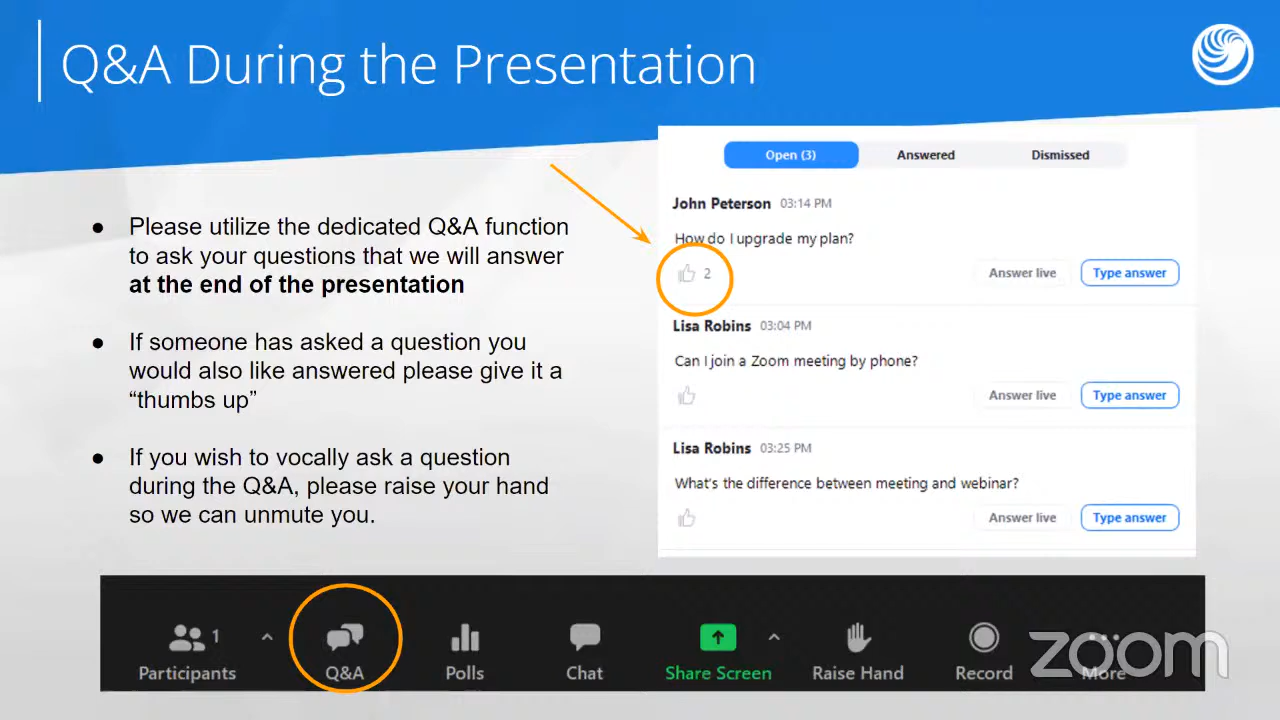 Q&A During the Presentation
● Please utilize the dedicated Q&A function
to ask your questions that we will answer
at the end of the presentation
● If someone has asked a question you
would also like answered please give it a
“thumbs up”
● If you wish to vocally ask a question
during the Q&A, please raise your hand
so we can unmute you.
Open (3) Answered Dismissed
John Peterson 03:14 PM
How do I upgrade my plan?
2 Answer live Type answer
Lisa Robins 03:04 PM
Can I join a Zoom meeting by phone?
Answer live Type answer
Lisa Robins 03:25 PM
What's the difference between meeting and webinar?
Answer live Type answer
1
Participants Q&A Polls Chat Share Screen Raise Hand Record More
zoom